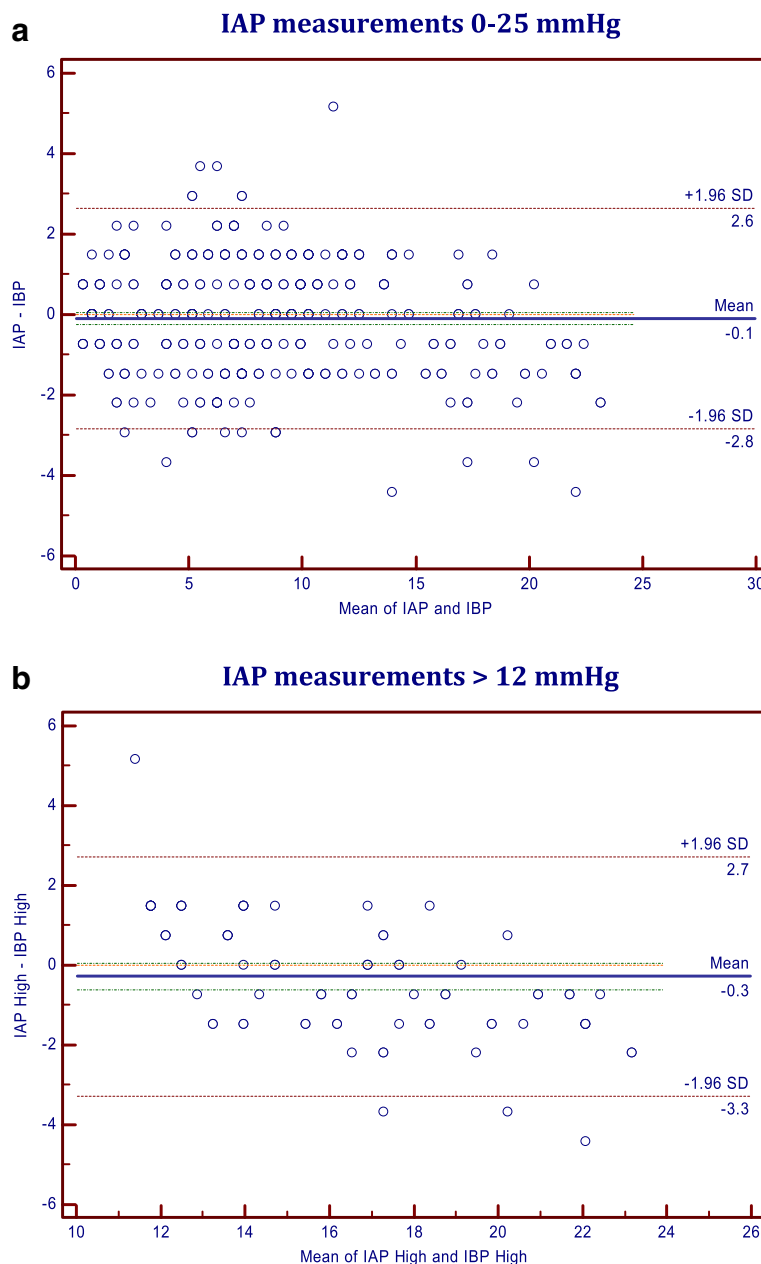 a
IAP measurements 0-25 mmHg
6
4
2
0
-2
-4
-6
IAP - IBP
+1.96 SD
2.6
Mean
-0.1
-1.96 SD
-2.8
0 5 10 15 20 25 30
Mean of IAP and IBP
b
IAP measurements > 12 mmHg
6
4
2
0
-2
-4
-6
IAP High - IBP High
+1.96 SD
2.7
Mean
-0.3
-1.96 SD
-3.3
10 12 14 16 18 20 22 24 26
Mean of IAP High and IBP High